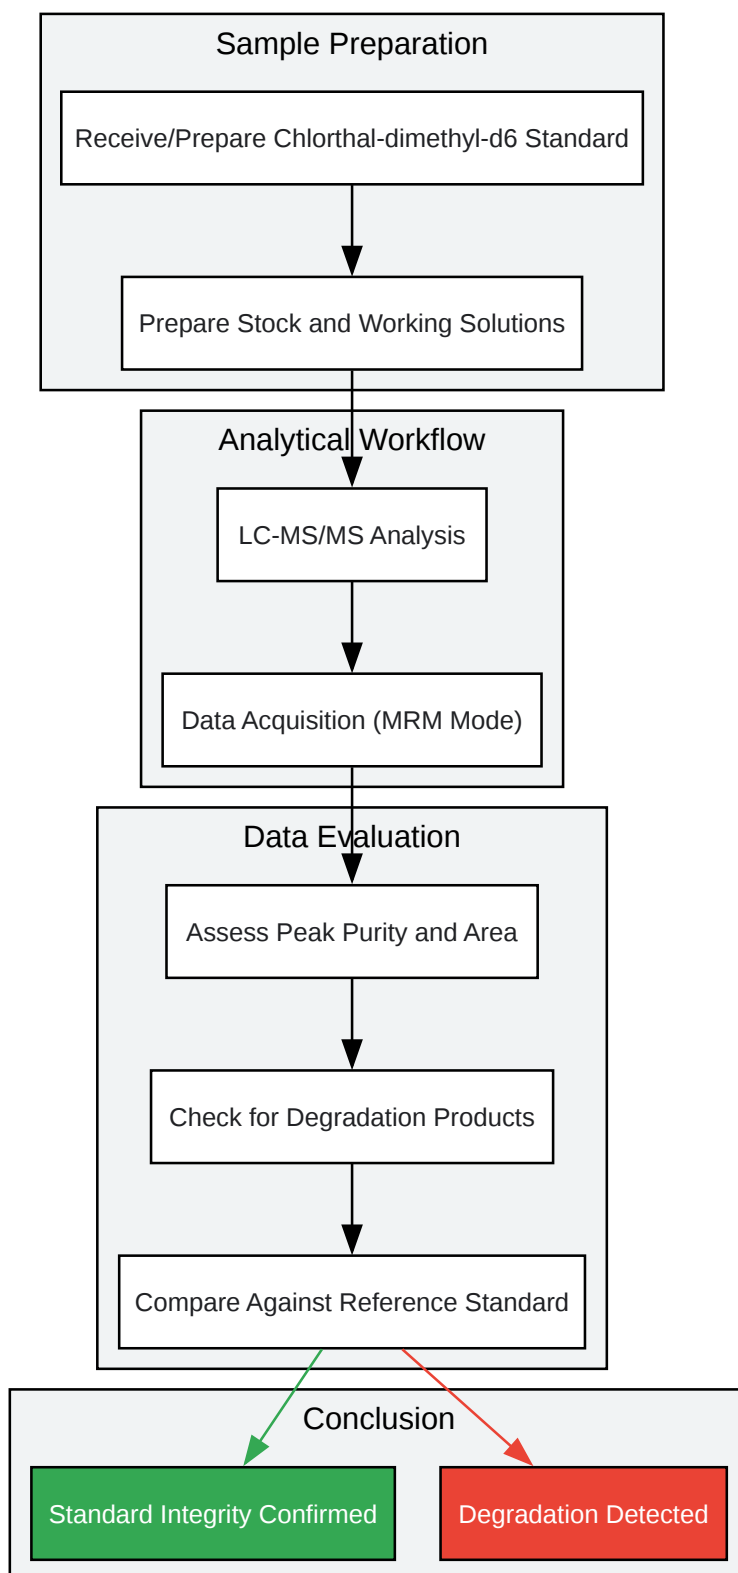 Sample Preparation
Receive/Prepare Chlorthal-dimethyl-d6 Standard
Prepare Stock and Working Solutions
Analytical Workflow
LC-MS/MS Analysis
Data Acquisition (MRM Mode)
Data Evaluation
Assess Peak Purity and Area
Check for Degradation Products
Compare Against Reference Standard
Conclusion
Standard Integrity Confirmed
Degradation Detected